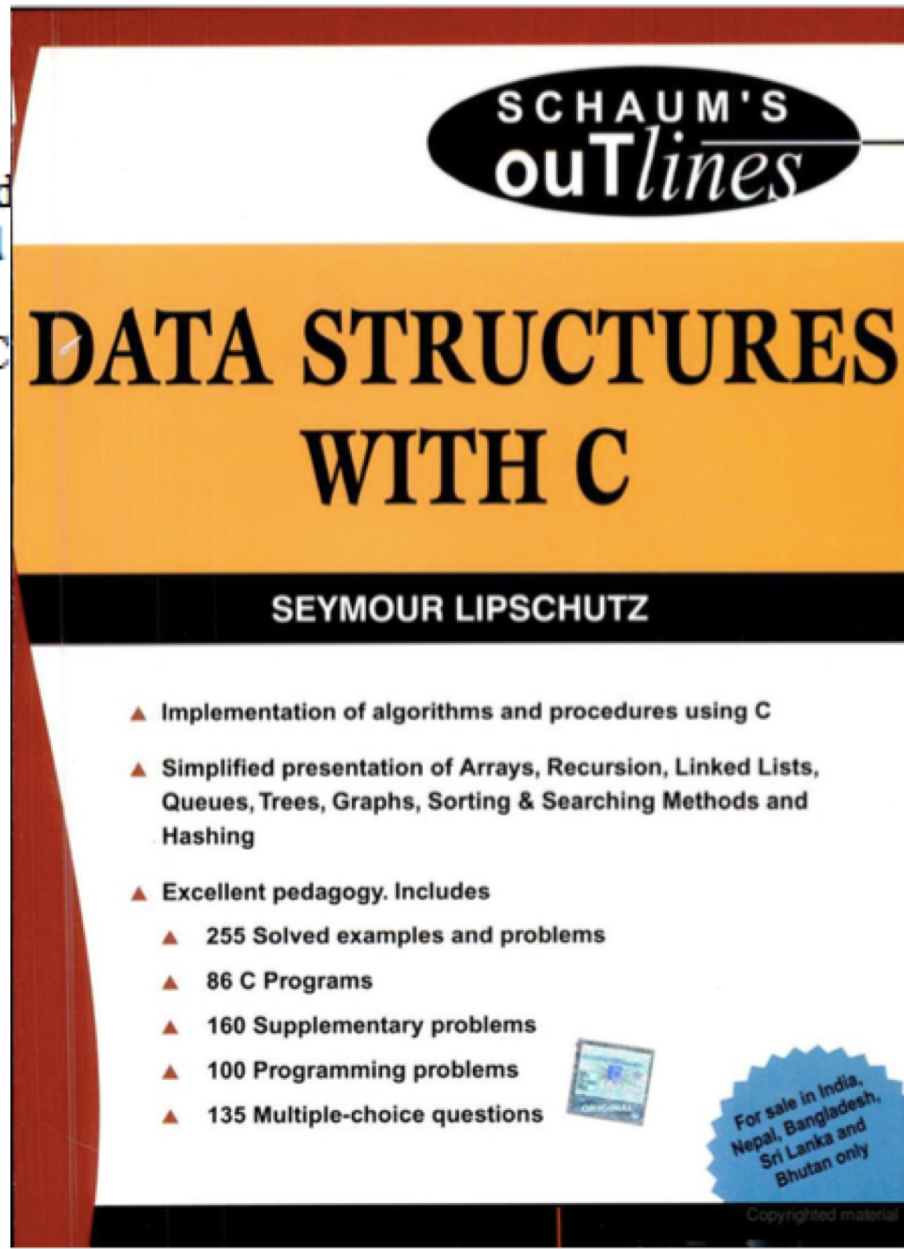 SCHAUM'S
ouTlines
DATA STRUCTURES
WITH C
SEYMOUR LIPSCHUTZ
Implementation of algorithms and procedures using C
Simplified presentation of Arrays, Recursion, Linked Lists,
Queues, Trees, Graphs, Sorting & Searching Methods and
Hashing
Excellent pedagogy. Includes
255 Solved examples and problems
86 C Programs
160 Supplementary problems
100 Programming problems
135 Multiple-choice questions
ORIGINAL
For sale in India,
Nepal, Bangladesh,
Sri Lanka and
Bhutan only
Copyrighted material